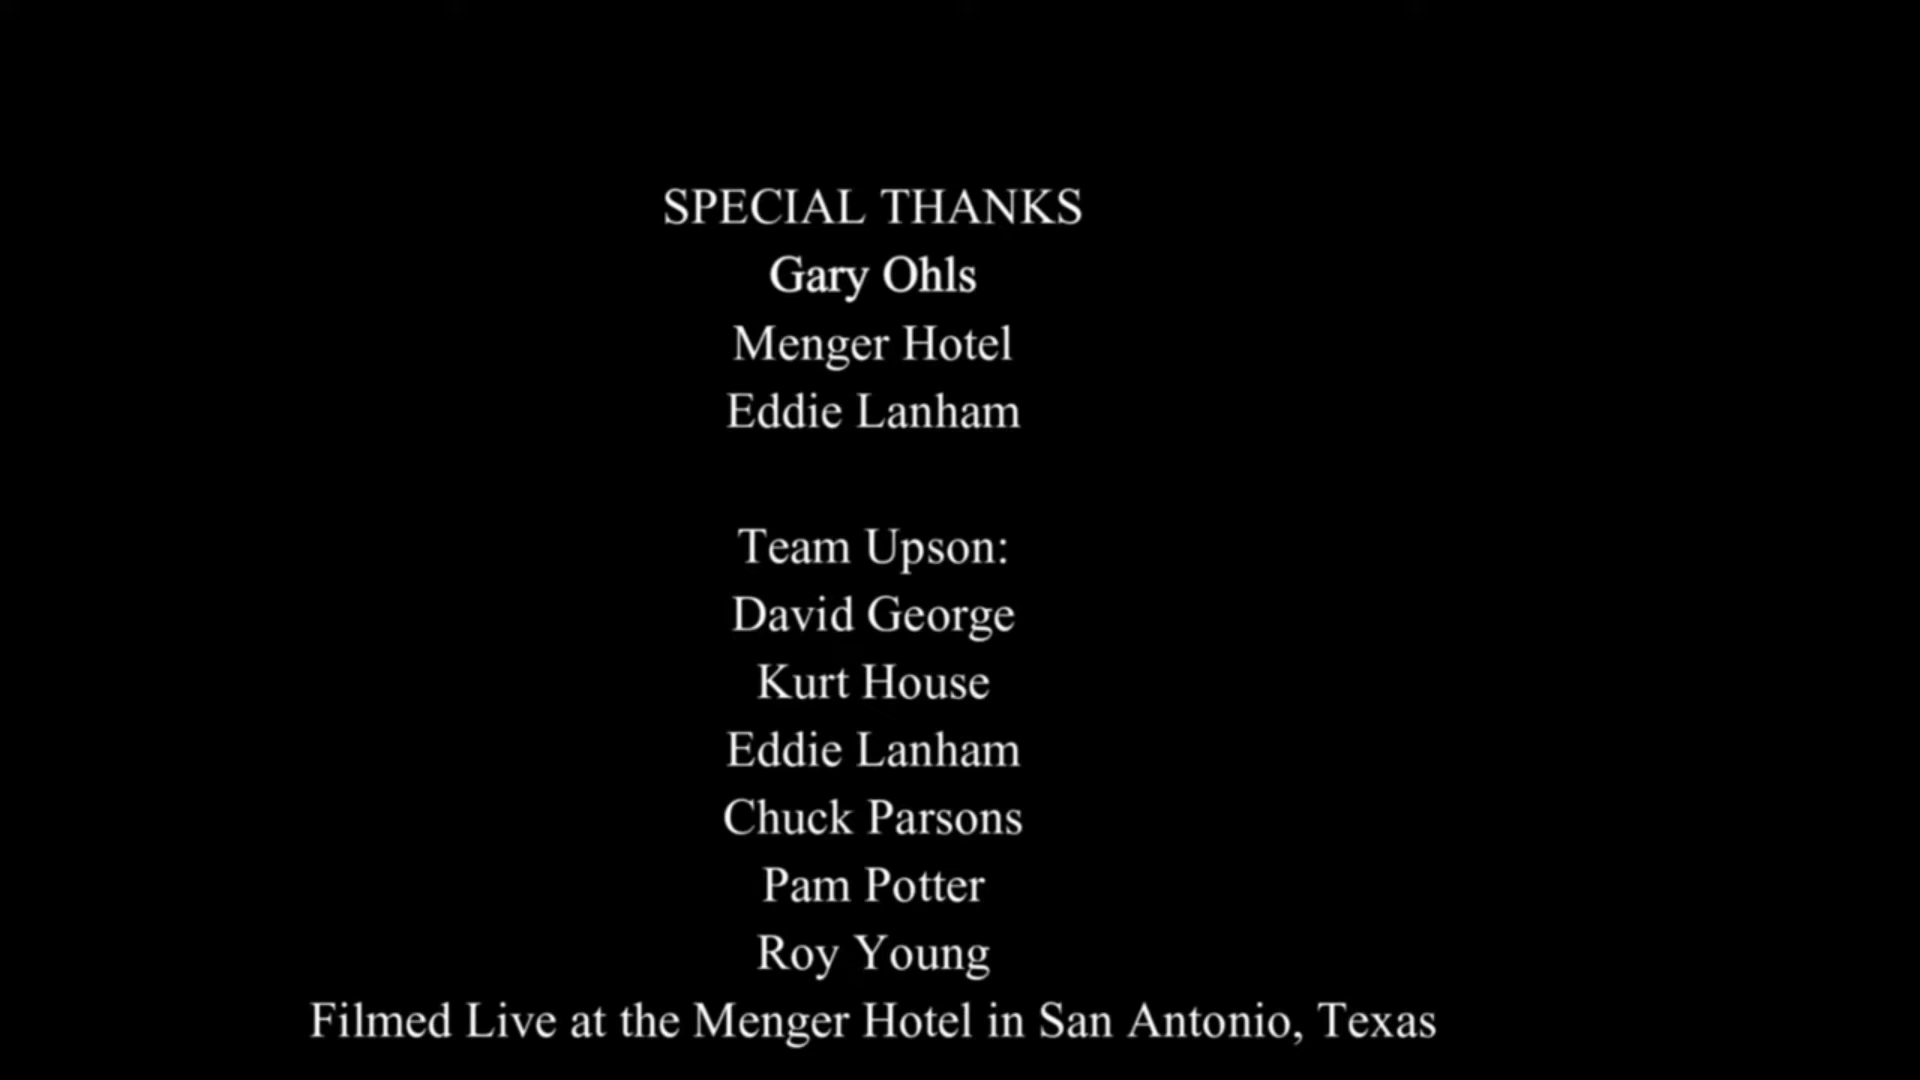 SPECIAL THANKS
Gary Ohls
Menger Hotel
Eddie Lanham
Team Upson:
David George
Kurt House
Eddie Lanham
Chuck Parsons
Pam Potter
Roy Young
Filmed Live at the Menger Hotel in San Antonio, Texas